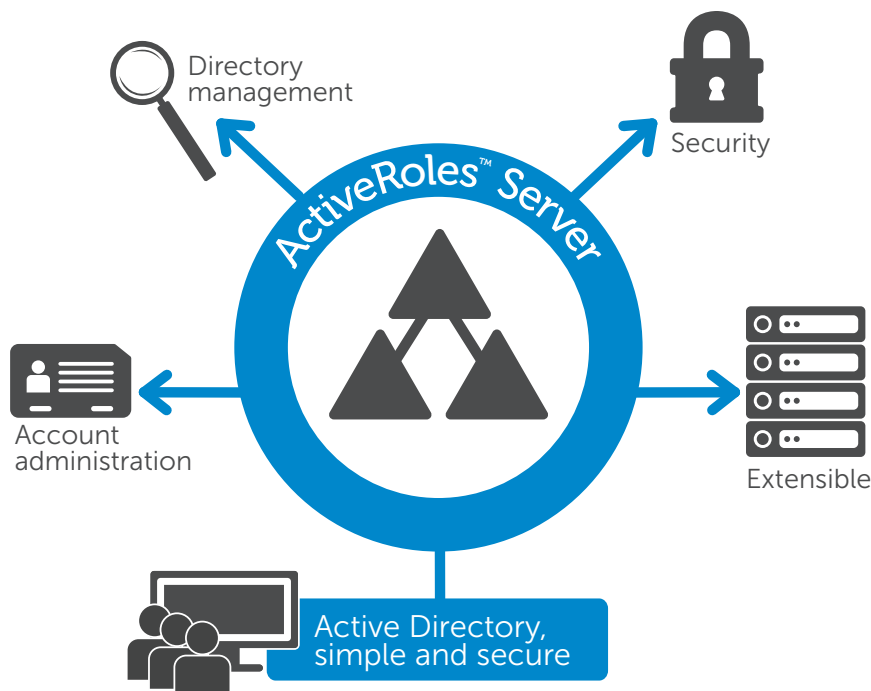 Directory
management
Security
ActiveRoles™ Server
Account
administration
Extensible
Active Directory,
simple and secure